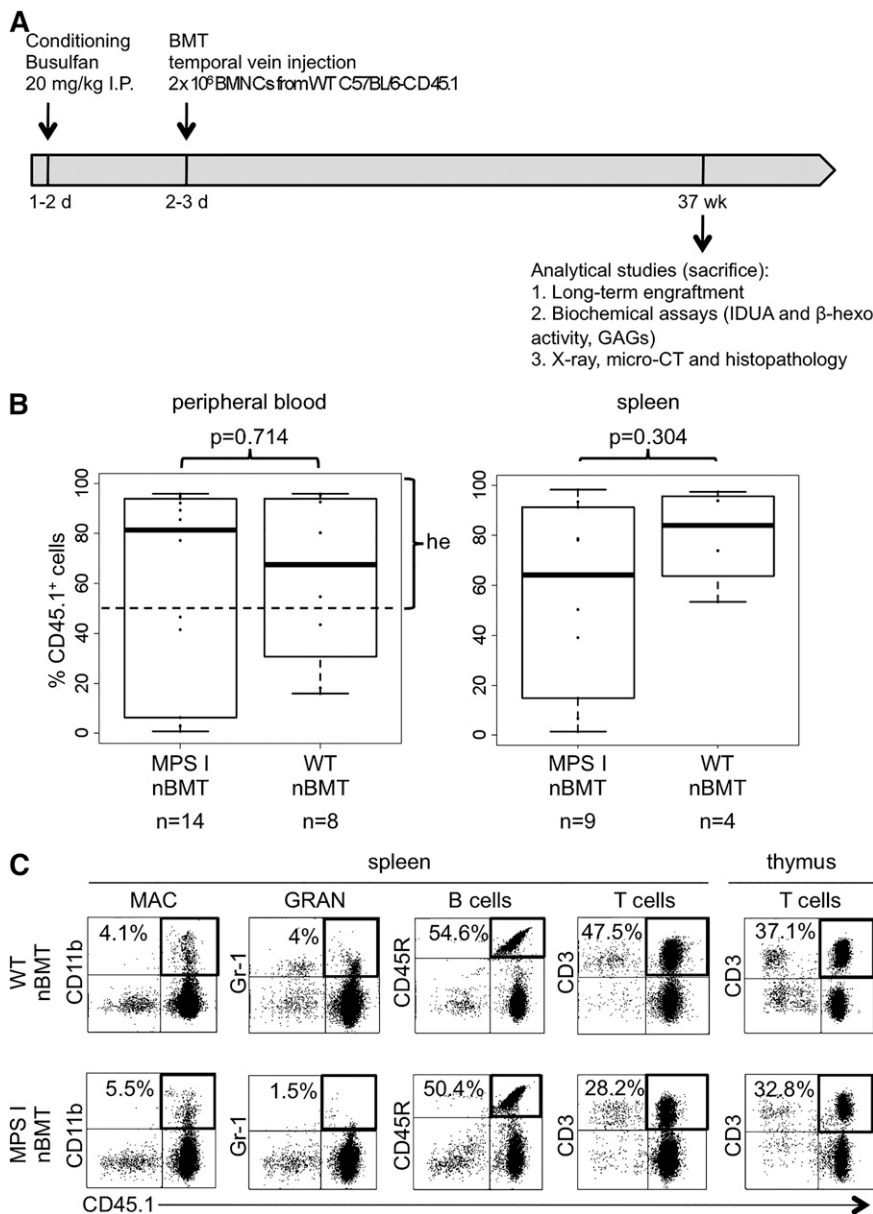 A
Conditioning
Busulfan
20 mg/kg I.P.
BMT
temporal vein injection
2x10⁶BMNCsfromWTC57BL/6-CD45.1
1-2 d
2-3 d
37 wk
Analytical studies (sacrifice):
1. Long-term engraftment
2. Biochemical assays (IDUA and β-hexo
activity, GAGs)
3. X-ray, micro-CT and histopathology
B
peripheral blood
p=0.714
% CD45.1⁺ cells
100
80
60
40
20
0
he
MPS I
nBMT
n=14
WT
nBMT
n=8
spleen
p=0.304
100
80
60
40
20
0
MPS I
nBMT
n=9
WT
nBMT
n=4
C
spleen
thymus
MAC
GRAN
B cells
T cells
T cells
WT
nBMT
CD11b
4.1%
Gr-1
4%
CD45R
54.6%
CD3
47.5%
CD3
37.1%
MPS I
nBMT
CD11b
5.5%
Gr-1
1.5%
CD45R
50.4%
CD3
28.2%
CD3
32.8%
CD45.1